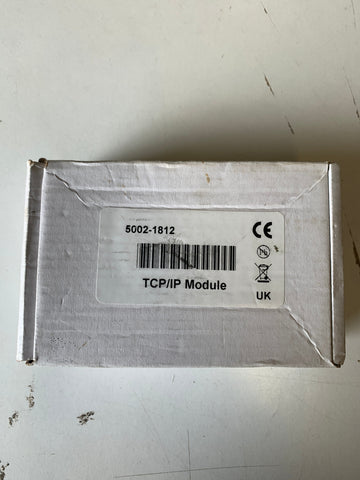 5002-1812
CE
TCP/IP Module
UK